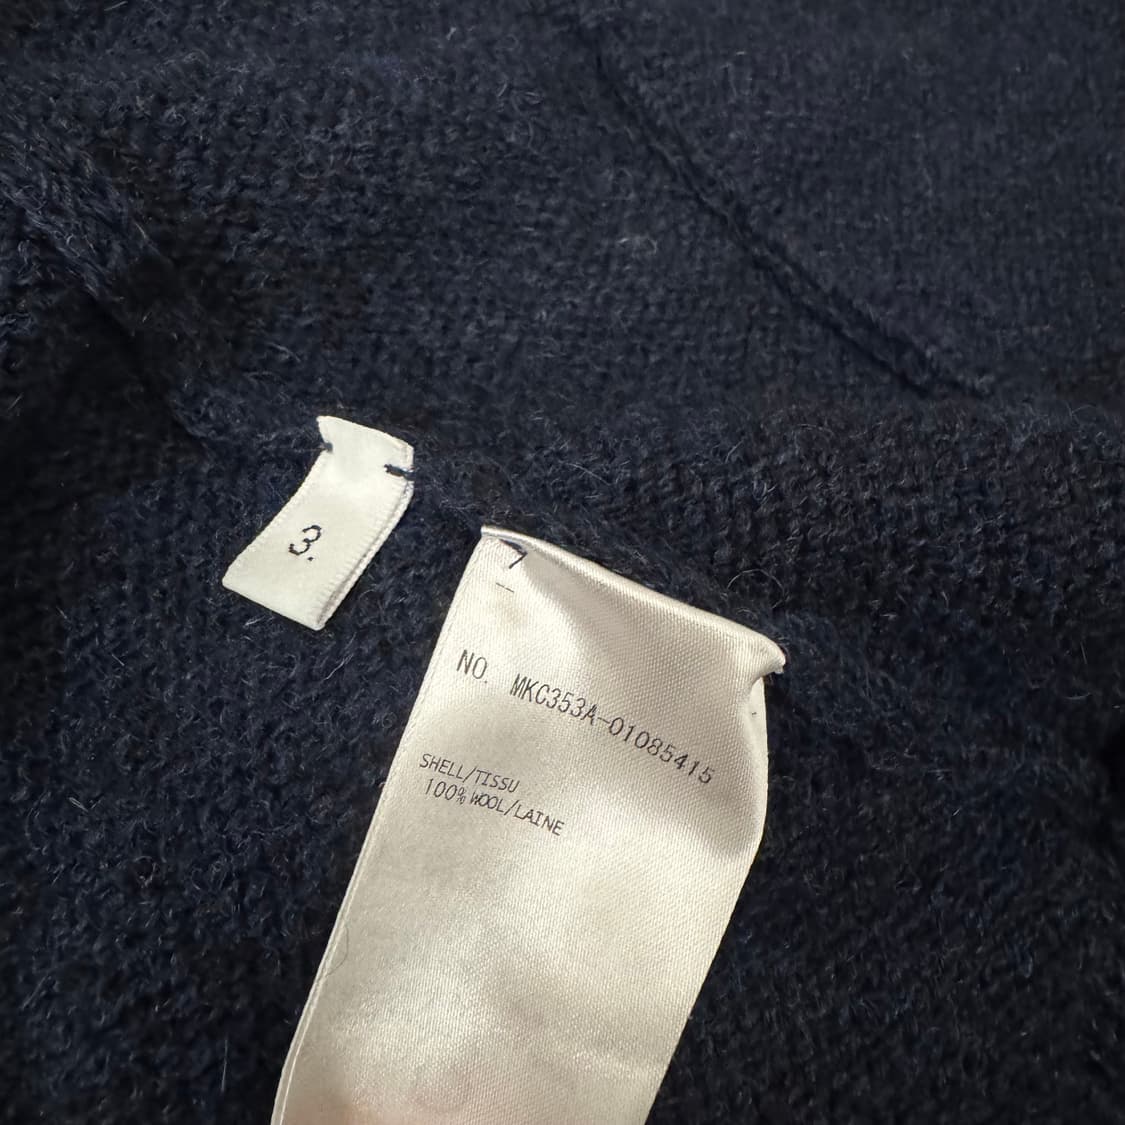 3.
NO. MKC353A-01085415
SHELL/TISSU
100% WOOL/LAINE